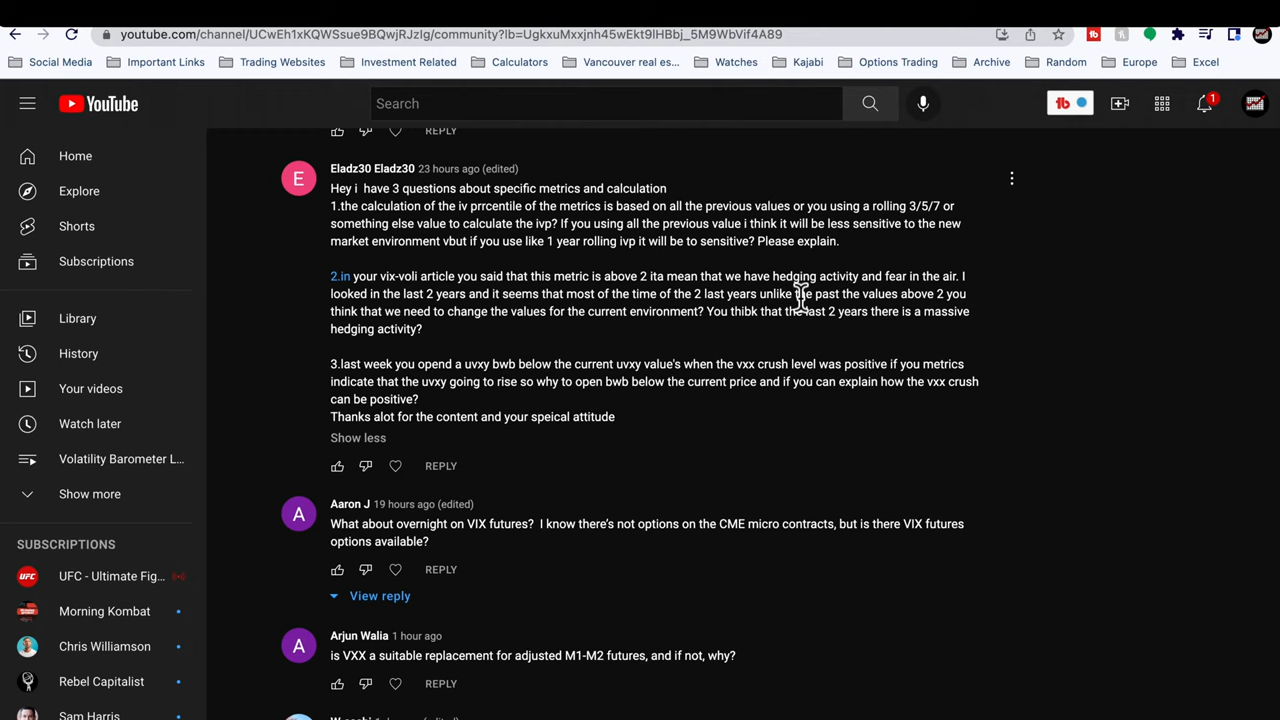 youtube.com/channel/UCwEh1xKQWSsue9BQwjRJzIg/community?lb=UgkxuMxxjnh45wEkt9lHBbj_5M9WbVif4A89
Social Media
Important Links
Trading Websites
Investment Related
Calculators
Vancouver real es...
Watches
Kajabi
Options Trading
Archive
Random
Europe
Excel
YouTube
Search
tb
1
REPLY
Home
Explore
Shorts
Subscriptions
Library
History
Your videos
Watch later
Volatility Barometer L...
Show more
SUBSCRIPTIONS
UFC
UFC - Ultimate Fig...
Morning Kombat
Chris Williamson
Rebel Capitalist
Sam Harris
E
Eladz30 Eladz30 23 hours ago (edited)
Hey i have 3 questions about specific metrics and calculation
1.the calculation of the iv prrcentile of the metrics is based on all the previous values or you using a rolling 3/5/7 or
something else value to calculate the ivp? If you using all the previous value i think it will be less sensitive to the new
market environment vbut if you use like 1 year rolling ivp it will be to sensitive? Please explain.
2.in your vix-voli article you said that this metric is above 2 ita mean that we have hedging activity and fear in the air. I
looked in the last 2 years and it seems that most of the time of the 2 last years unlike the past the values above 2 you
think that we need to change the values for the current environment? You thibk that the last 2 years there is a massive
hedging activity?
3.last week you opend a uvxy bwb below the current uvxy value's when the vxx crush level was positive if you metrics
indicate that the uvxy going to rise so why to open bwb below the current price and if you can explain how the vxx crush
can be positive?
Thanks alot for the content and your speical attitude
Show less
REPLY
A
Aaron J 19 hours ago (edited)
What about overnight on VIX futures? I know there's not options on the CME micro contracts, but is there VIX futures
options available?
REPLY
View reply
A
Arjun Walia 1 hour ago
is VXX a suitable replacement for adjusted M1-M2 futures, and if not, why?
REPLY